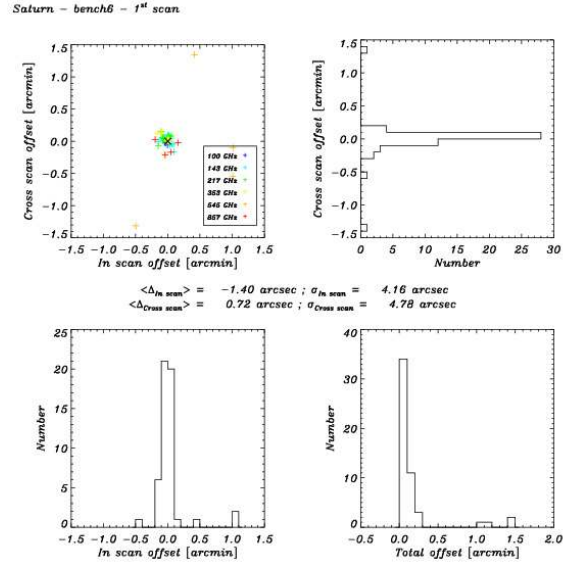 Saturn - bench6 - 1st scan
1.5
1.0
0.5
0.0
-0.5
-1.0
-1.5
Cross scan offset [arcmin]
100 GHz
143 GHz
217 GHz
353 GHz
545 GHz
857 GHz
-1.5 -1.0 -0.5 0.0 0.5 1.0 1.5
In scan offset [arcmin]
1.5
1.0
0.5
0.0
-0.5
-1.0
-1.5
Cross scan offset [arcmin]
0 5 10 15 20 25 30
Number
<ΔIn scan> = -1.40 arcsec ; σIn scan = 4.16 arcsec
<ΔCross scan> = 0.72 arcsec ; σCross scan = 4.78 arcsec
25
20
15
10
5
0
Number
-1.5 -1.0 -0.5 0.0 0.5 1.0 1.5
In scan offset [arcmin]
40
30
20
10
0
Number
-0.5 0.0 0.5 1.0 1.5 2.0
Total offset [arcmin]